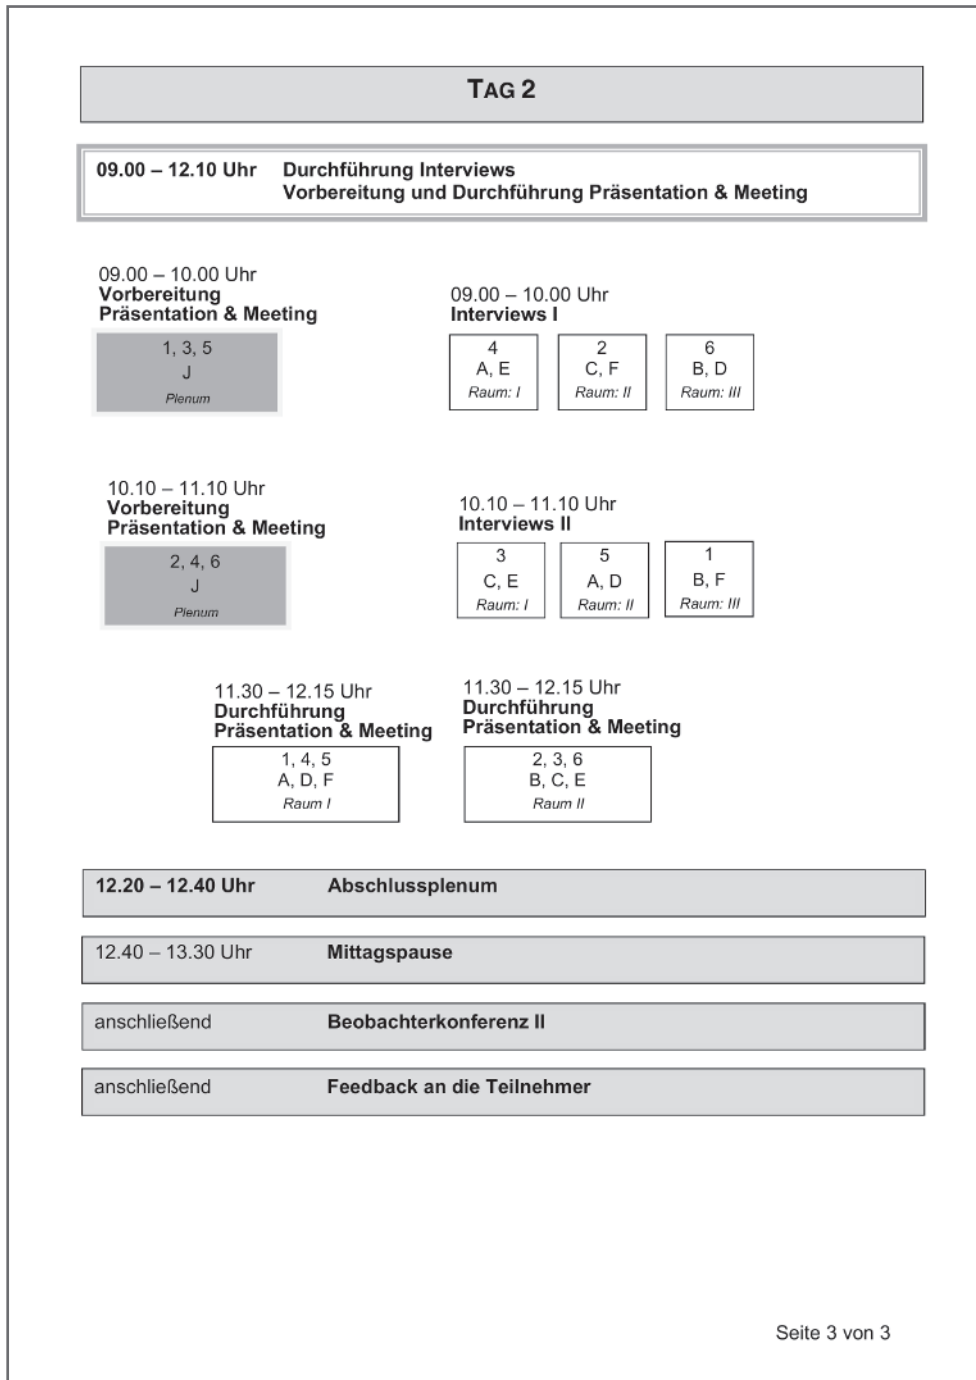 TAG 2
09.00 – 12.10 Uhr Durchführung Interviews
Vorbereitung und Durchführung Präsentation & Meeting
09.00 – 10.00 Uhr
Vorbereitung
Präsentation & Meeting
1, 3, 5
J
Plenum
09.00 – 10.00 Uhr
Interviews I
4
A, E
Raum: I
2
C, F
Raum: II
6
B, D
Raum: III
10.10 – 11.10 Uhr
Vorbereitung
Präsentation & Meeting
2, 4, 6
J
Plenum
10.10 – 11.10 Uhr
Interviews II
3
C, E
Raum: I
5
A, D
Raum: II
1
B, F
Raum: III
11.30 – 12.15 Uhr
Durchführung
Präsentation & Meeting
1, 4, 5
A, D, F
Raum I
11.30 – 12.15 Uhr
Durchführung
Präsentation & Meeting
2, 3, 6
B, C, E
Raum II
12.20 – 12.40 Uhr Abschlussplenum
12.40 – 13.30 Uhr Mittagspause
anschließend Beobachterkonferenz II
anschließend Feedback an die Teilnehmer
Seite 3 von 3